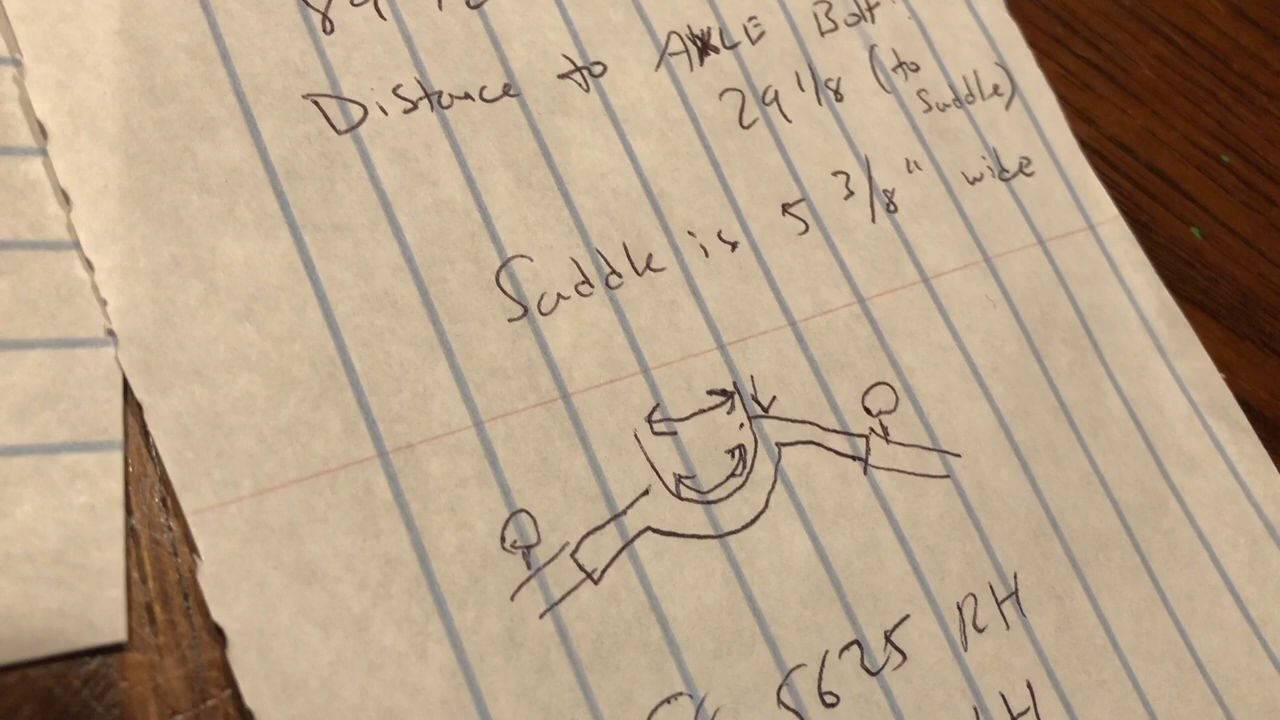 Distance to AXLE Bolt
29 1/8 (to
Saddle)
Saddle is 5 3/8" wide
5625 RH